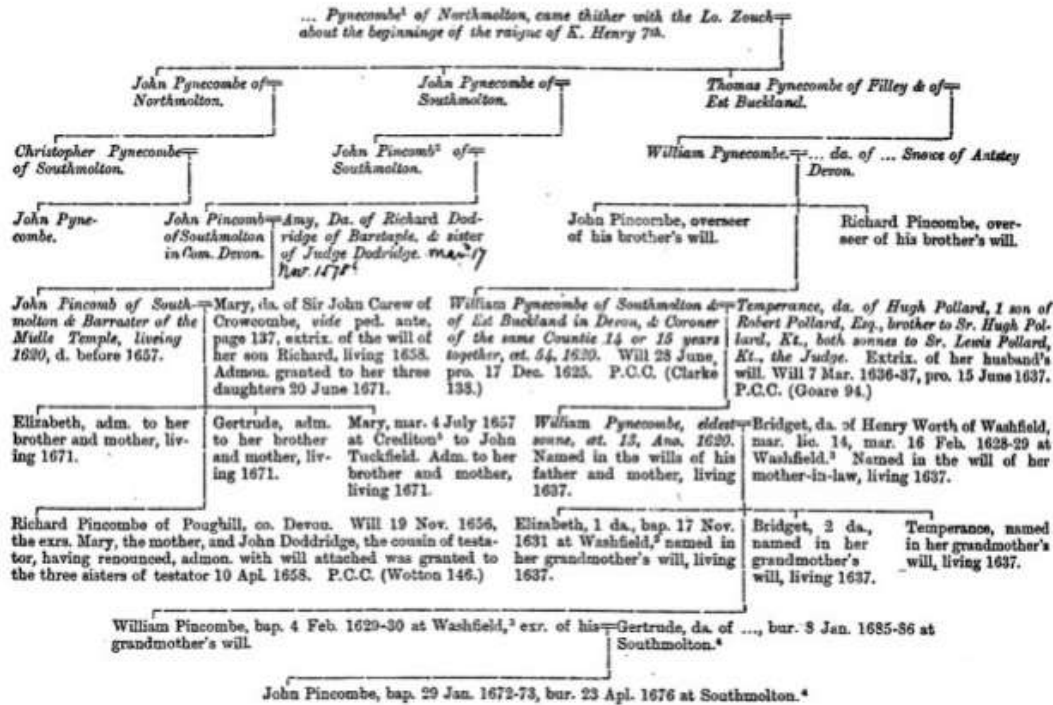 ... Pynecombe¹ of Northmolton, came thither with the Lo. Zouch
about the beginninge of the raigne of K. Henry 7th.
John Pynecombe of
Northmolton.
John Pynecombe of
Southmolton.
Thomas Pynecombe of Filley & of
Est Buckland.
Christopher Pynecombe
of Southmolton.
John Pincomb² of
Southmolton.
William Pynecombe.
... da. of ... Snowe of
Devon.
John Pyne-
combe.
John Pincomb
of Southmolton
in Com. Devon.
Amy, Da. of Richard Dod-
ridge of Barstaple, & sister
of Judge Dodridge. mar 17
Nov. 1578
John Pincombe, overseer
of his brother's will.
Richard Pincombe, over-
seer of his brother's will.
John Pincomb of South-
molton & Barraster of the
Midle Temple, liveing
1620, d. before 1657.
Mary, da. of Sir John Carew of
Crowcombe, vide ped. ante,
page 137, extrix. of the will of
her son Richard, living 1658.
Admon. granted to her three
daughters 20 June 1671.
William Pynecombe of Southmolton &
of Est Buckland in Devon, & Coroner
of the same Countie 14 or 15 years
together, æt. 54, 1620. Will 28 June,
pro. 17 Dec. 1625. P.C.C. (Clarke
138.)
Temperance, da. of Hugh Pollard, 1 son of
Robert Pollard, Esq., brother to Sr. Hugh Pol-
lard, Kt., both sonnes to Sr. Lewis Pollard,
Kt., the Judge. Extrix. of her husband's
will. Will 7 Mar. 1636-37, pro. 15 June 1637.
P.C.C. (Goare 94.)
Elizabeth, adm. to her
brother and mother, liv-
ing 1671.
Gertrude, adm.
to her brother
and mother, liv-
ing 1671.
Mary, mar. 4 July 1657
at Crediton⁵ to John
Tuckfield. Adm. to her
brother and mother,
living 1671.
William Pynecombe, eldest
sonne, æt. 13, Ano. 1620.
Named in the wills of his
father and mother, living
1637.
Bridget, da. of Henry Worth of Washfield,
mar. lic. 14, mar. 16 Feb. 1628-29 at
Washfield.³ Named in the will of her
mother-in-law, living 1637.
Richard Pincombe of Poughill, co. Devon. Will 19 Nov. 1656,
the exrs. Mary, the mother, and John Doddridge, the cousin of testa-
tor, having renounced, admon. with will attached was granted to
the three sisters of testator 10 Apl. 1658. P.C.C. (Wotton 146.)
Elizabeth, 1 da., bap. 17 Nov.
1631 at Washfield,³ named in
her grandmother's will, living
1637.
Bridget, 2 da.,
named in her
grandmother's
will, living 1637.
Temperance, named
in her grandmother's
will, living 1637.
William Pincombe, bap. 4 Feb. 1629-30 at Washfield,³ exr. of his
grandmother's will.
Gertrude, da. of ..., bur. 8 Jan. 1685-86 at
Southmolton.⁴
John Pincombe, bap. 29 Jan. 1672-73, bur. 23 Apl. 1676 at Southmolton.⁴